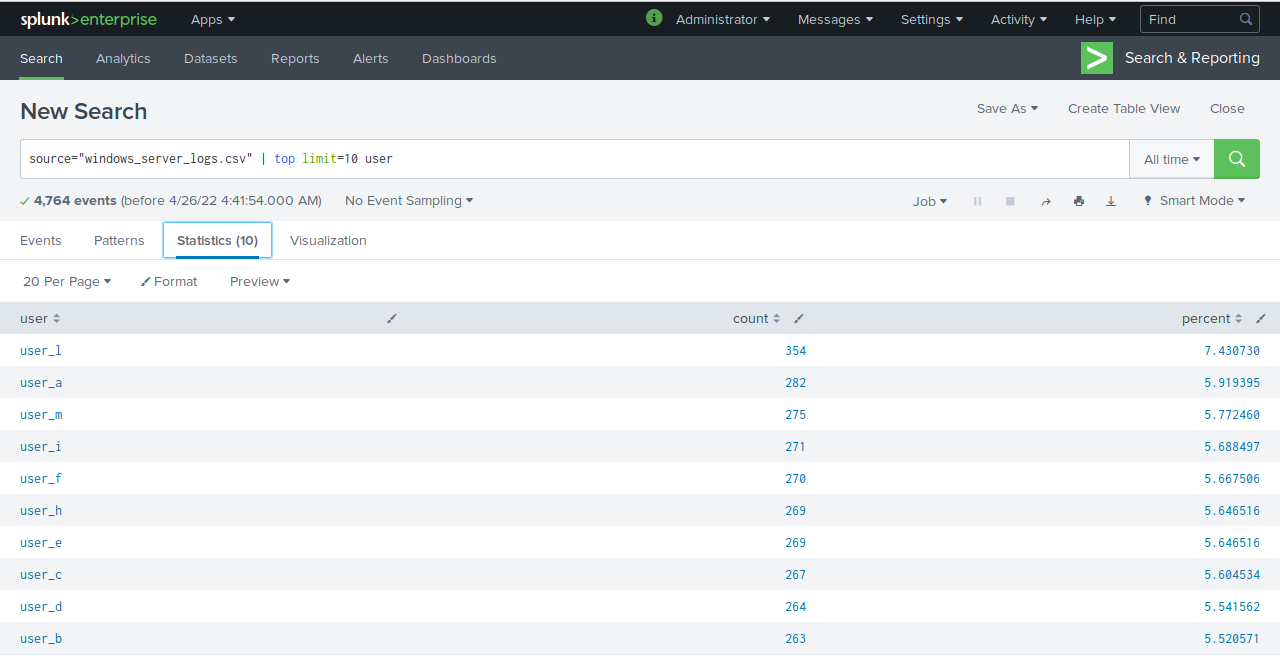 splunk>enterprise Apps i Administrator Messages Settings Activity Help Find
Search Analytics Datasets Reports Alerts Dashboards > Search & Reporting
New Search Save As Create Table View Close
source="windows_server_logs.csv" | top limit=10 user All time
4,764 events (before 4/26/22 4:41:54.000 AM) No Event Sampling Job Smart Mode
Events Patterns Statistics (10) Visualization
20 Per Page Format Preview
user count percent
user_l 354 7.430730
user_a 282 5.919395
user_m 275 5.772460
user_i 271 5.688497
user_f 270 5.667506
user_h 269 5.646516
user_e 269 5.646516
user_c 267 5.604534
user_d 264 5.541562
user_b 263 5.520571